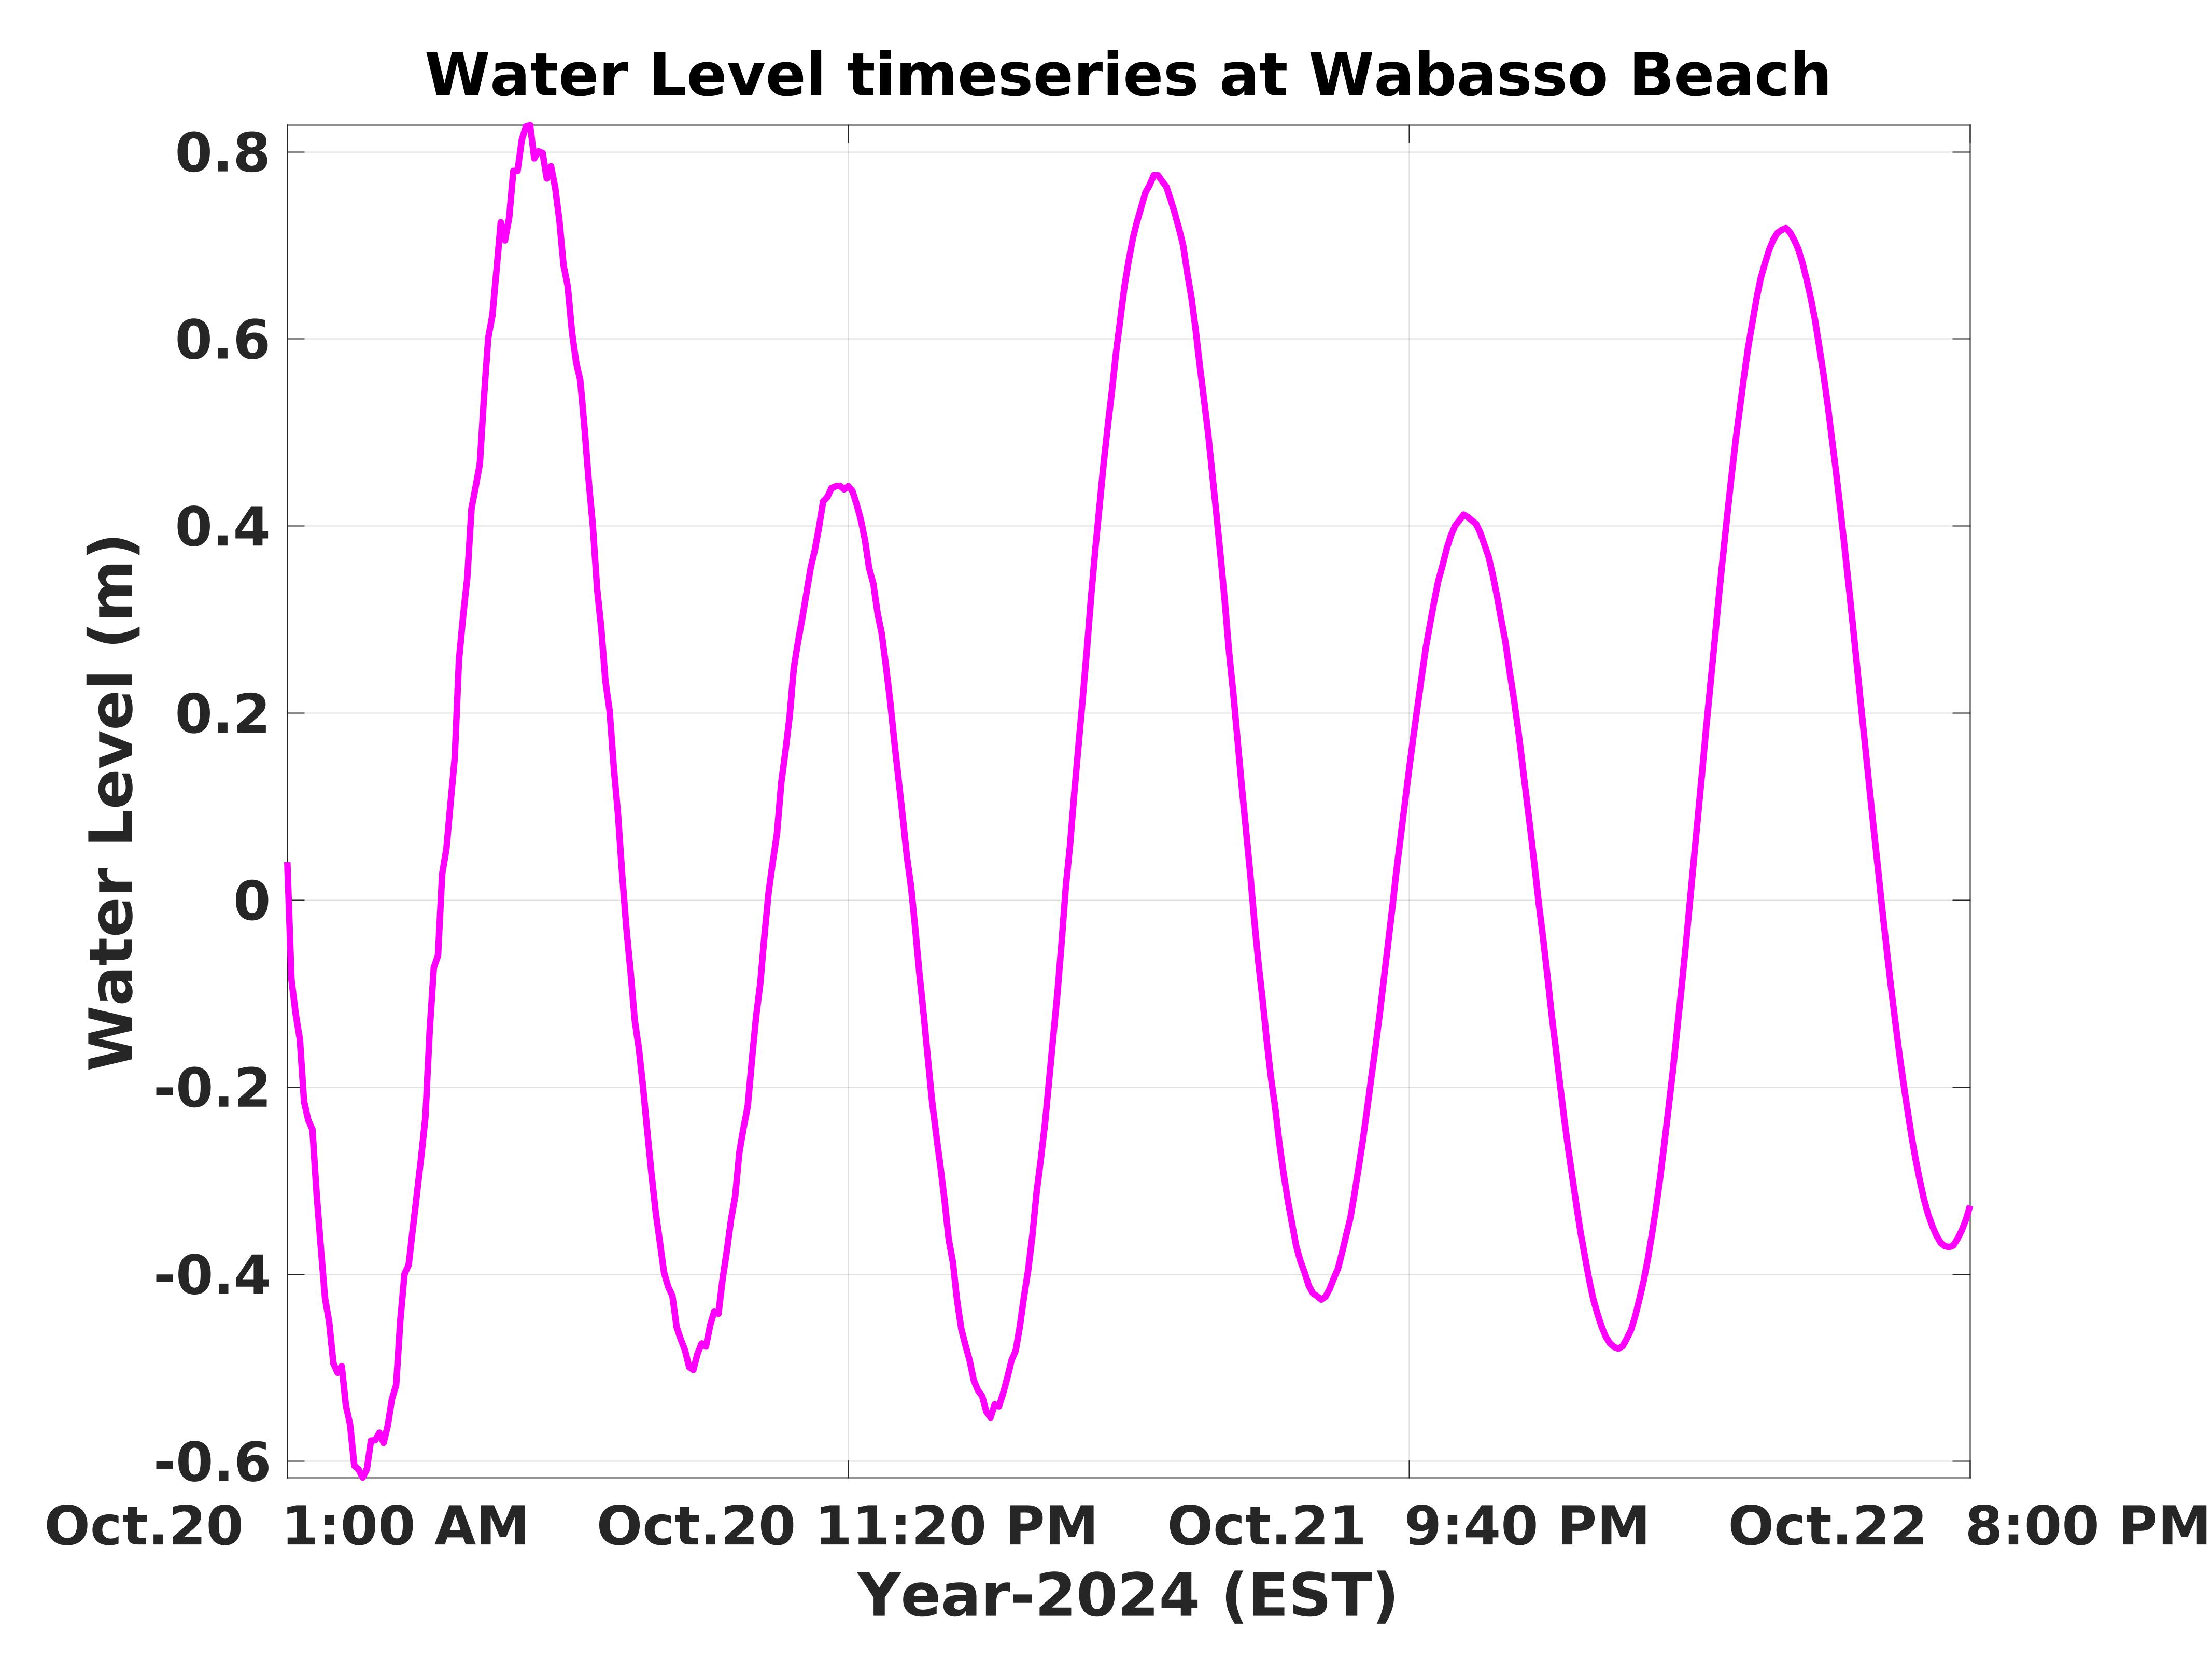 Water Level timeseries at Wabasso Beach
Water Level (m)
0.8
0.6
0.4
0.2
0
-0.2
-0.4
-0.6
Oct.20 1:00 AM
Oct.20 11:20 PM
Oct.21 9:40 PM
Oct.22 8:00 PM
Year-2024 (EST)